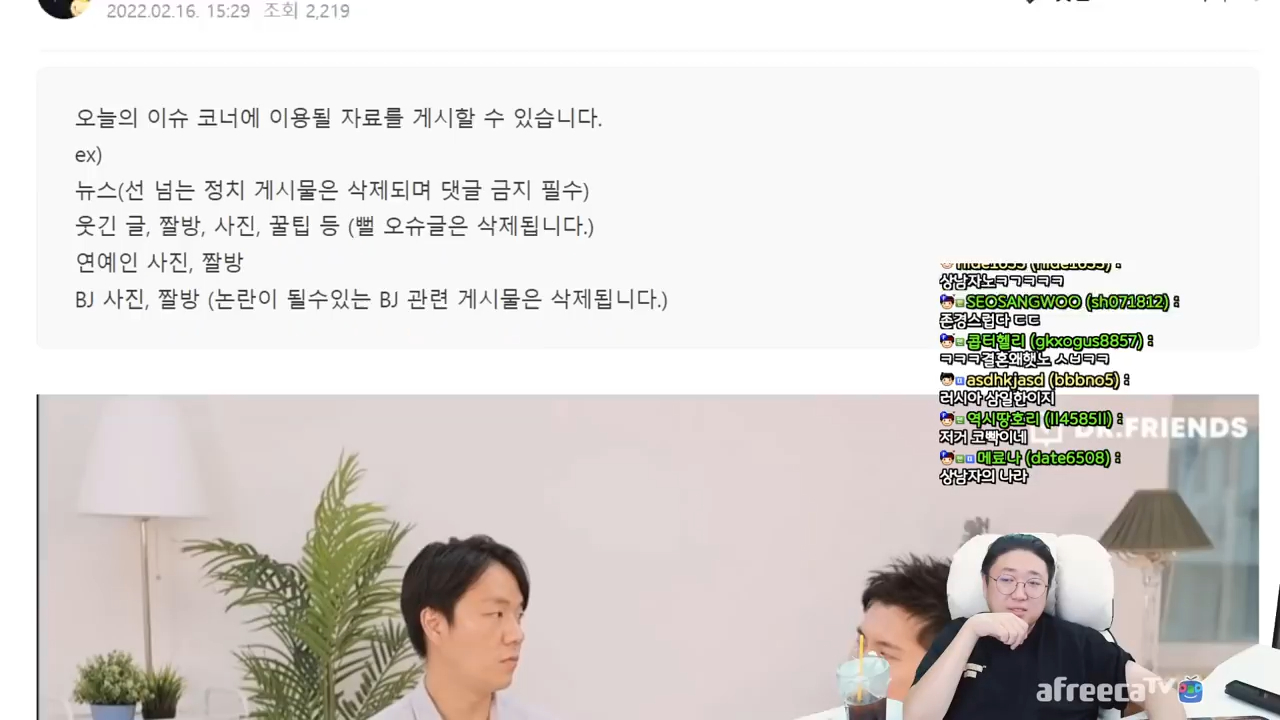 2022.02.16. 15:29 조회 2,219
오늘의 이슈 코너에 이용될 자료를 게시할 수 있습니다.
ex)
뉴스(선 넘는 정치 게시물은 삭제되며 댓글 금지 필수)
웃긴 글, 짤방, 사진, 꿀팁 등 (뻘 오슈글은 삭제됩니다.)
연예인 사진, 짤방
BJ 사진, 짤방 (논란이 될수있는 BJ 관련 게시물은 삭제됩니다.)
상남자노ㅋㄱㄱㅋㅋㅋ
SEOSANGWOO (sh071812) :
존경스럽다 ㄷㄷ
콥터헬리 (gkxogus8857) :
ㅋㅋㅋ결혼왜햇노 ㅅㅂㅋㅋ
asdhkjasd (bbbno5) :
러시아 삼일한이지
역시땅호리 (ll4585ll) :
저거 코빡이네
메료나 (date6508) :
상남자의 나라
DR.FRIENDS
afreecaTV